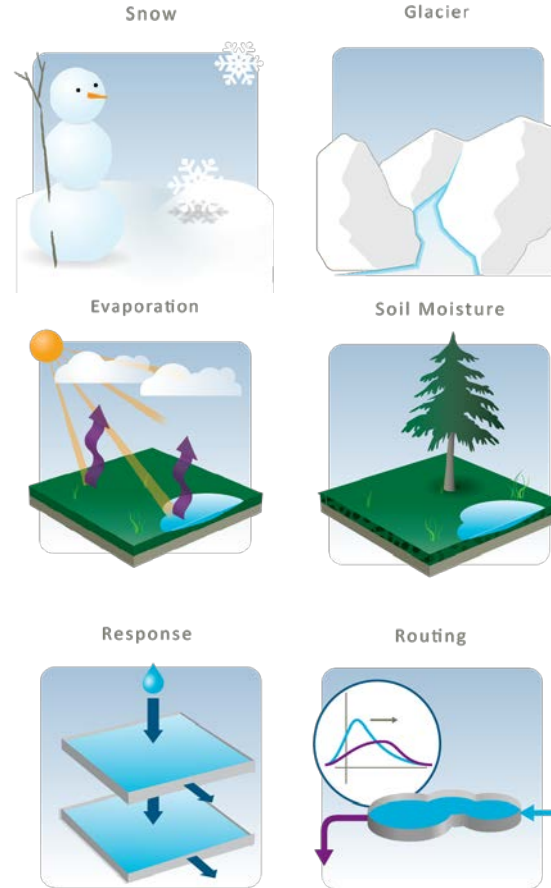 Snow
Glacier
Evaporation
Soil Moisture
Response
Routing